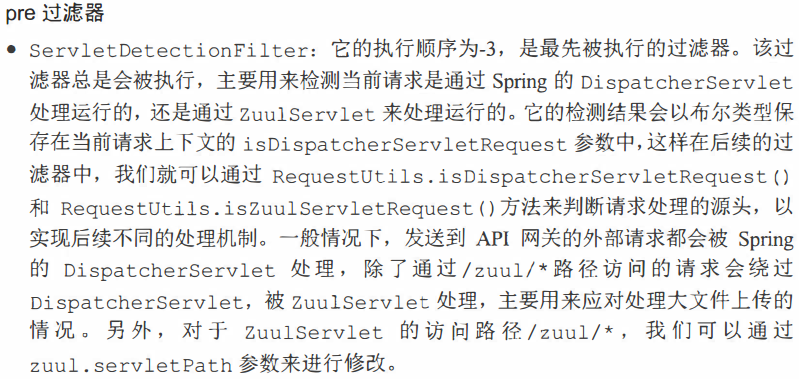 pre 过滤器
● ServletDetectionFilter：它的执行顺序为-3，是最先被执行的过滤器。该过
滤器总是会被执行，主要用来检测当前请求是通过 Spring 的 DispatcherServlet
处理运行的，还是通过 ZuulServlet 来处理运行的。它的检测结果会以布尔类型保
存在当前请求上下文的 isDispatcherServletRequest 参数中，这样在后续的过
滤器中，我们就可以通过 RequestUtils.isDispatcherServletRequest()
和 RequestUtils.isZuulServletRequest()方法来判断请求处理的源头，以
实现后续不同的处理机制。一般情况下，发送到 API 网关的外部请求都会被 Spring
的 DispatcherServlet 处理，除了通过/zuul/*路径访问的请求会绕过
DispatcherServlet，被 ZuulServlet 处理，主要用来应对处理大文件上传的
情况。另外，对于 ZuulServlet 的访问路径/zuul/*，我们可以通过
zuul.servletPath 参数来进行修改。